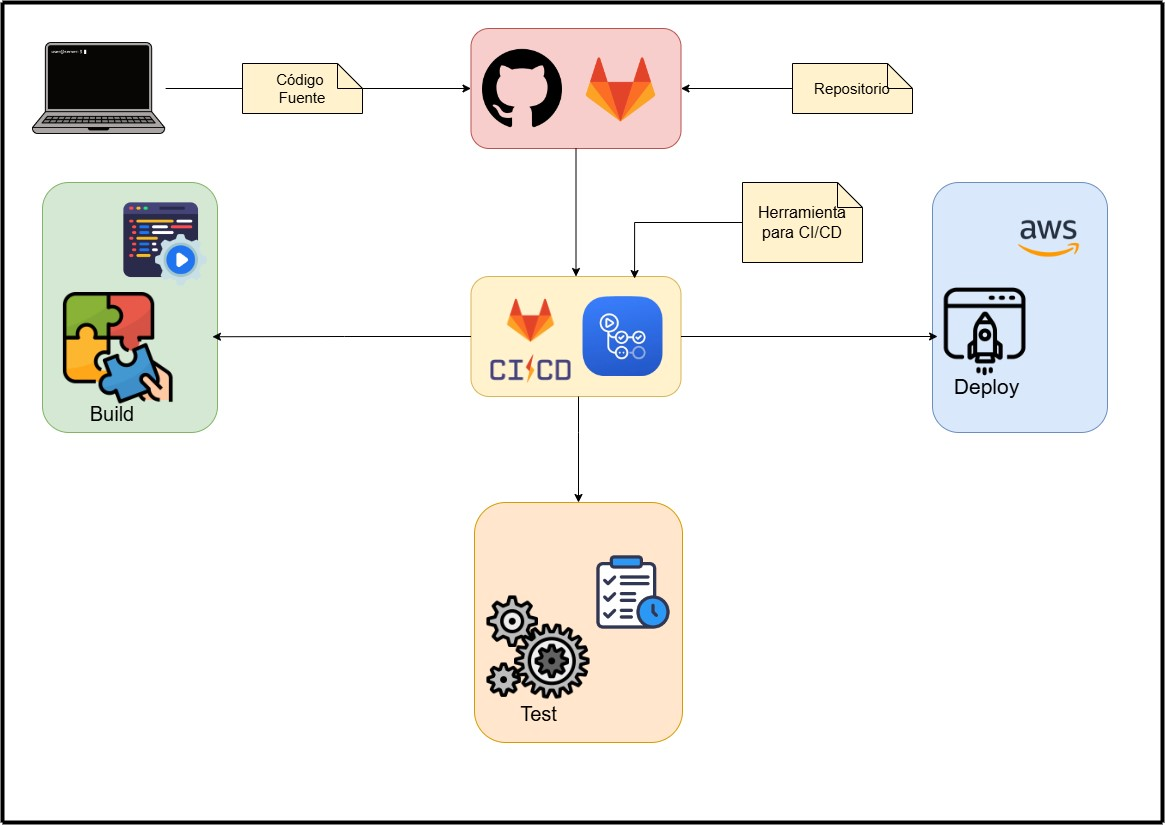 Código
Fuente
Repositorio
Herramienta
para CI/CD
aws
CI/CD
Build
Deploy
Test